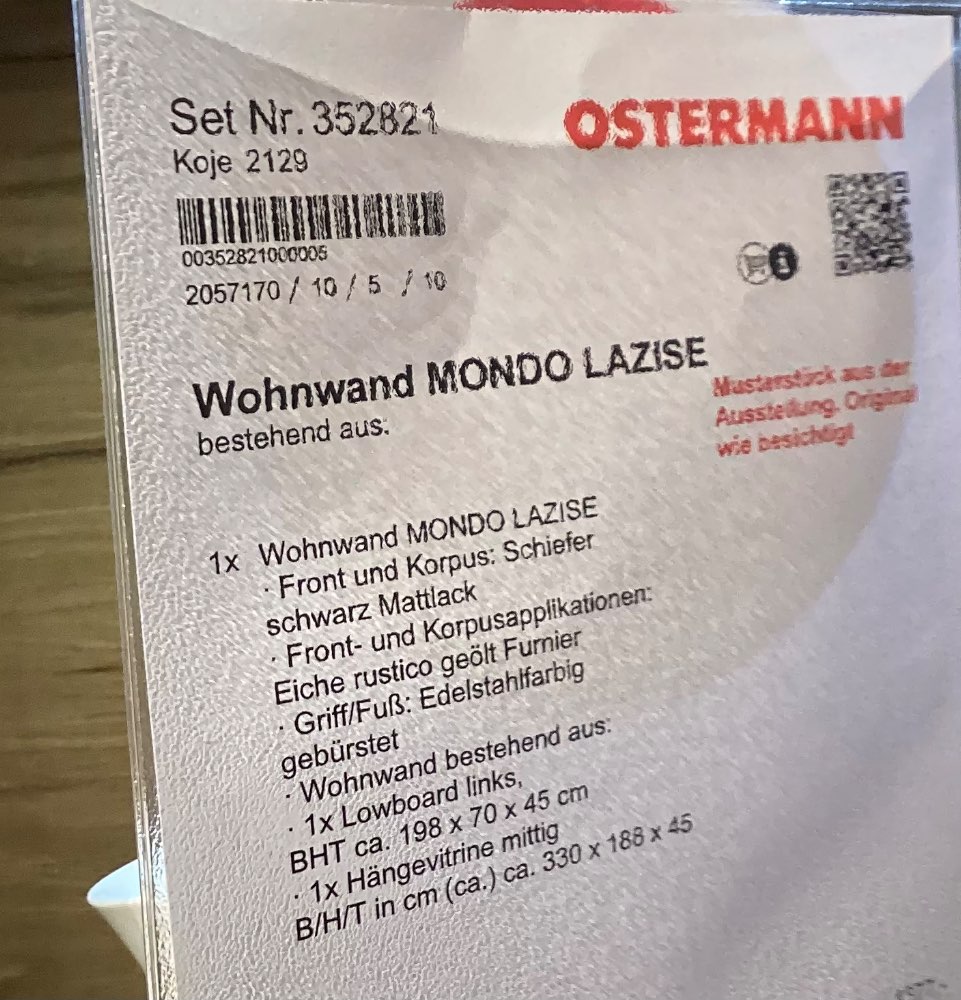 Set Nr. 352821
OSTERMANN
Koje 2129
00352821000005
2057170 / 10 / 5 / 10
Wohnwand MONDO LAZISE
bestehend aus:
Musterstück aus der
Ausstellung, Original
wie besichtigt
1x Wohnwand MONDO LAZISE
· Front und Korpus: Schiefer
schwarz Mattlack
· Front- und Korpusapplikationen:
Eiche rustico geölt Furnier
· Griff/Fuß: Edelstahlfarbig
gebürstet
· Wohnwand bestehend aus:
· 1x Lowboard links,
BHT ca. 198 x 70 x 45 cm
· 1x Hängevitrine mittig
B/H/T in cm (ca.) ca. 330 x 188 x 45